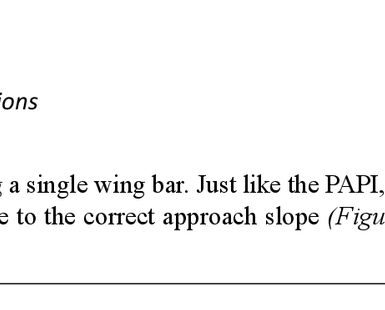 ions
g a single wing bar. Just like the PAPI,
e to the correct approach slope (Figu